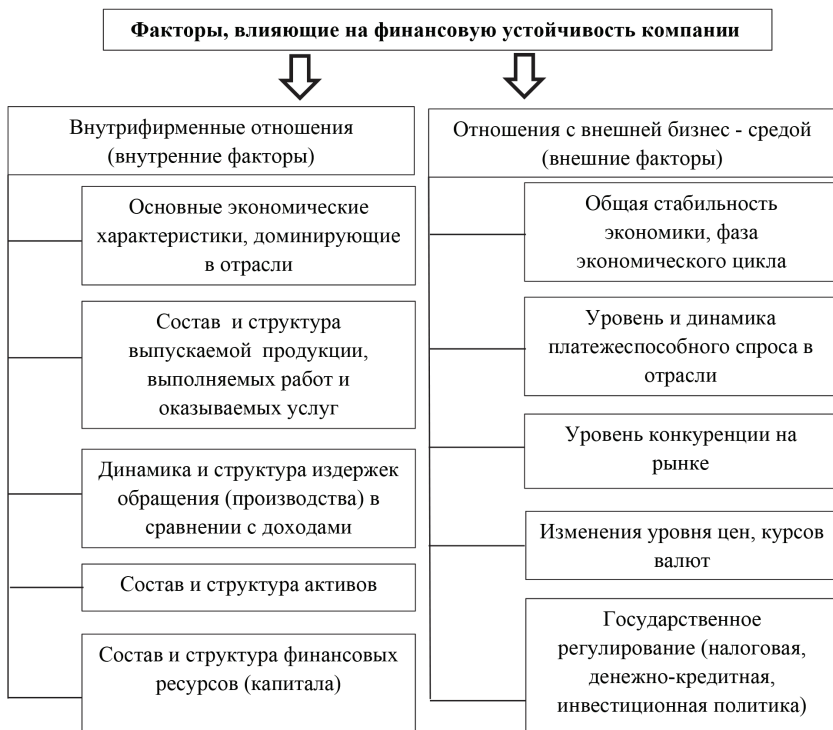 Факторы, влияющие на финансовую устойчивость компании
Внутрифирменные отношения
(внутренние факторы)
Основные экономические
характеристики, доминирующие
в отрасли
Состав и структура
выпускаемой продукции,
выполняемых работ и
оказываемых услуг
Динамика и структура издержек
обращения (производства) в
сравнении с доходами
Состав и структура активов
Состав и структура финансовых
ресурсов (капитала)
Отношения с внешней бизнес - средой
(внешние факторы)
Общая стабильность
экономики, фаза
экономического цикла
Уровень и динамика
платежеспособного спроса в
отрасли
Уровень конкуренции на
рынке
Изменения уровня цен, курсов
валют
Государственное
регулирование (налоговая,
денежно-кредитная,
инвестиционная политика)